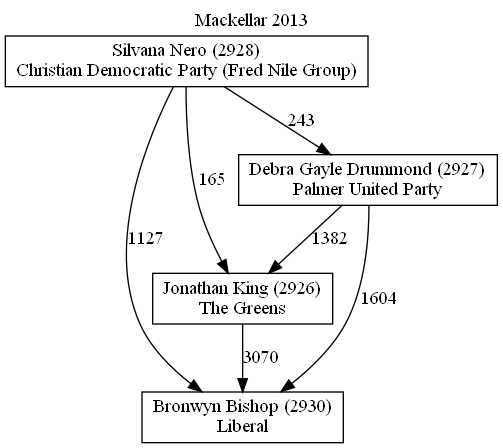 Mackellar 2013
Silvana Nero (2928)
Christian Democratic Party (Fred Nile Group)
243
Debra Gayle Drummond (2927)
Palmer United Party
165
1127
1382
Jonathan King (2926)
The Greens
1604
3070
Bronwyn Bishop (2930)
Liberal